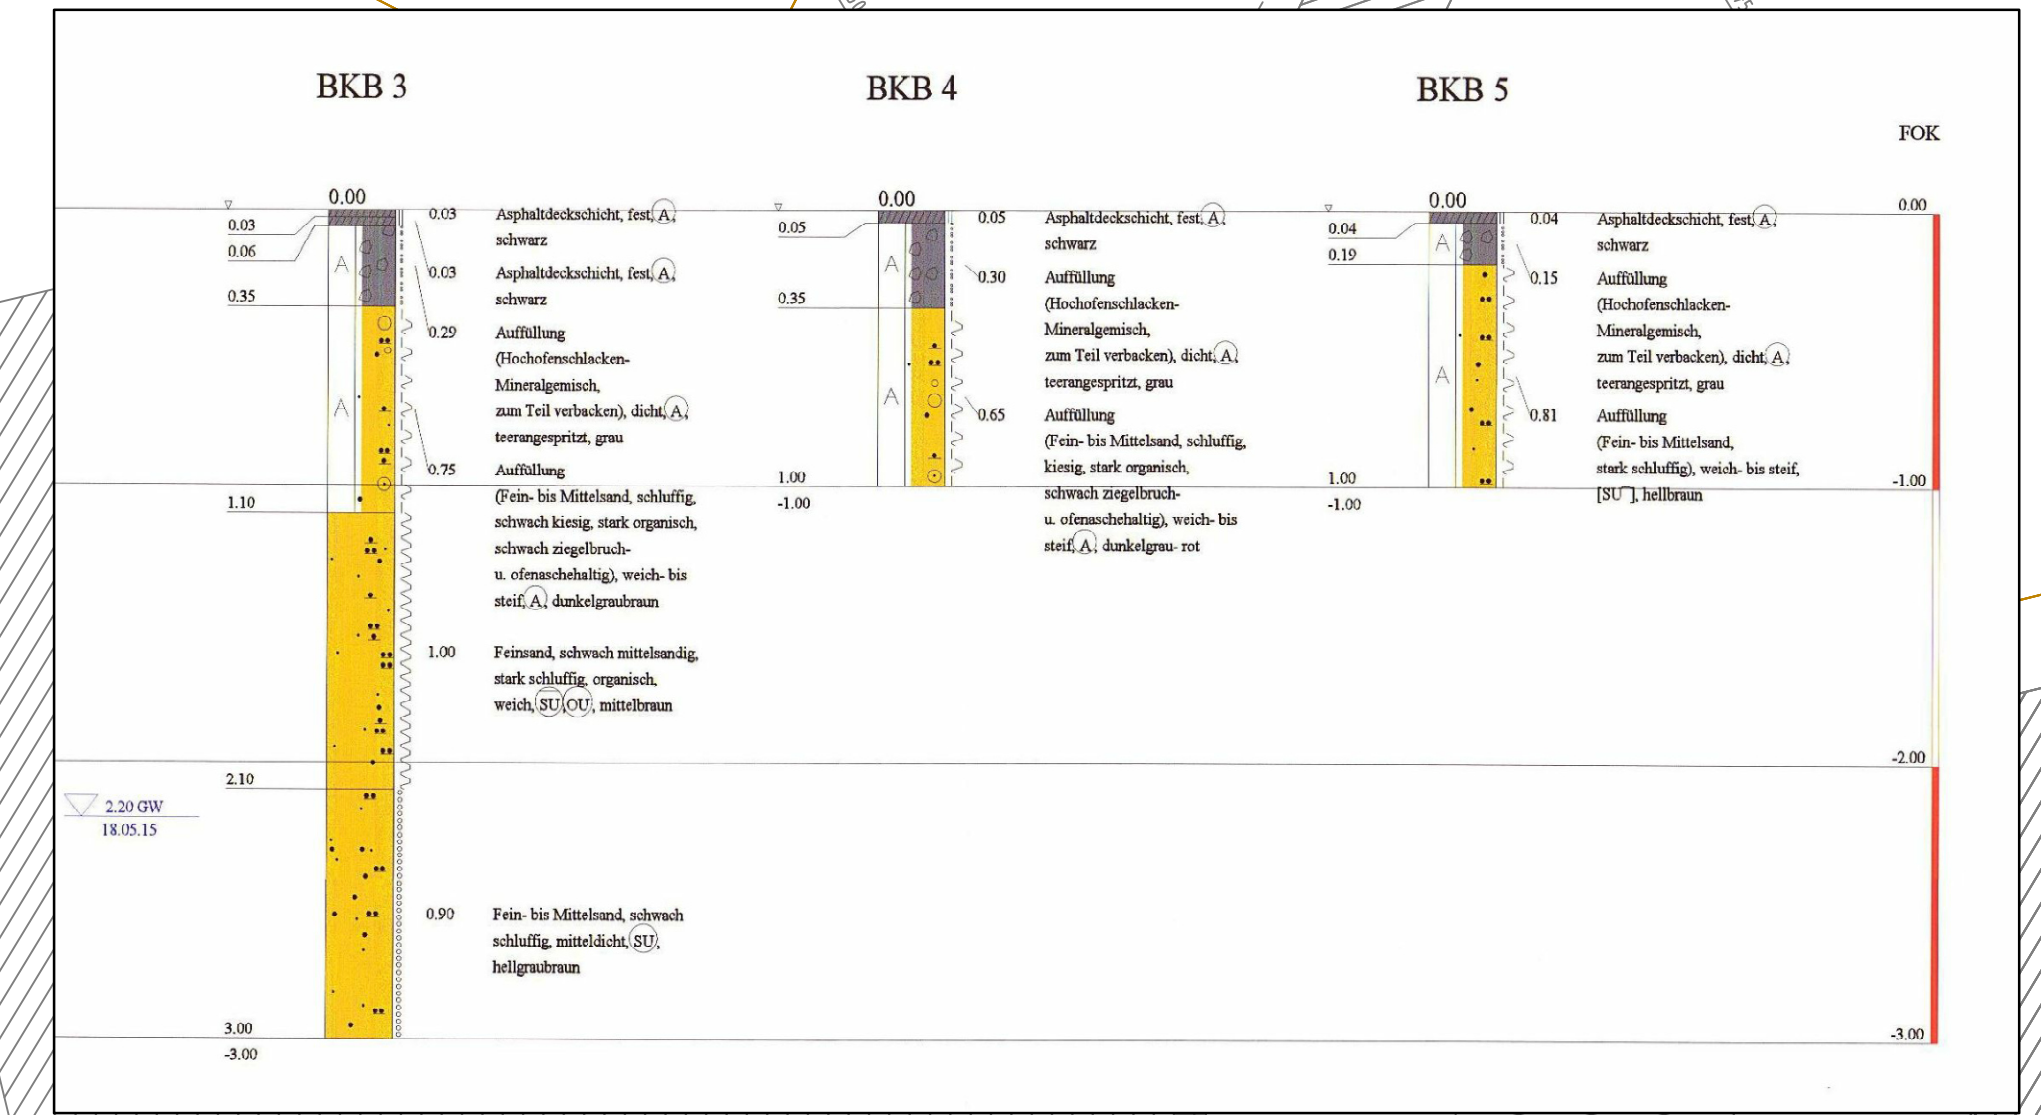 BKB 3
0.00
0.03
0.06
0.35
1.10
2.10
3.00
-3.00
2.20 GW
18.05.15
A
A
0.03 Asphaltdeckschicht, fest, A,
schwarz
0.03 Asphaltdeckschicht, fest, A,
schwarz
0.29 Auffüllung
(Hochofenschlacken-
Mineralgemisch,
zum Teil verbacken), dicht, A,
teerangespritzt, grau
0.75 Auffüllung
(Fein- bis Mittelsand, schluffig,
schwach kiesig, stark organisch,
schwach ziegelbruch-
u. ofenaschehaltig), weich- bis
steif, A, dunkelgraubraun
1.00 Feinsand, schwach mittelsandig,
stark schluffig, organisch,
weich, SU, OU, mittelbraun
0.90 Fein- bis Mittelsand, schwach
schluffig, mitteldicht, SU,
hellgraubraun
BKB 4
0.00
0.05
0.35
1.00
-1.00
A
A
0.05 Asphaltdeckschicht, fest, A,
schwarz
0.30 Auffüllung
(Hochofenschlacken-
Mineralgemisch,
zum Teil verbacken), dicht, A,
teerangespritzt, grau
0.65 Auffüllung
(Fein- bis Mittelsand, schluffig,
kiesig, stark organisch,
schwach ziegelbruch-
u. ofenaschehaltig), weich- bis
steif, A, dunkelgrau- rot
BKB 5
0.00
0.04
0.19
1.00
-1.00
A
A
0.04 Asphaltdeckschicht, fest, A,
schwarz
0.15 Auffüllung
(Hochofenschlacken-
Mineralgemisch,
zum Teil verbacken), dicht, A,
teerangespritzt, grau
0.81 Auffüllung
(Fein- bis Mittelsand,
stark schluffig), weich- bis steif,
[SU¯], hellbraun
FOK
0.00
-1.00
-2.00
-3.00